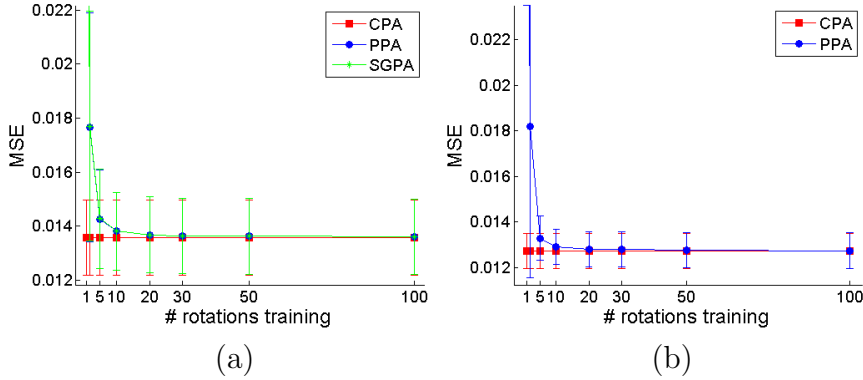 0.022
0.02
0.018
0.016
0.014
0.012
MSE
CPA
PPA
SGPA
1 5 10 20 30 50 100
# rotations training
(a)
0.022
0.02
0.018
0.016
0.014
0.012
MSE
CPA
PPA
1 5 10 20 30 50 100
# rotations training
(b)